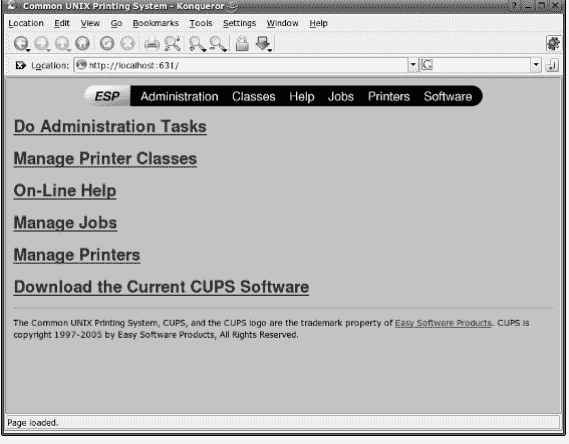 Common UNIX Printing System - Konqueror
Location Edit View Go Bookmarks Tools Settings Window Help
Location: http://localhost:631/
ESP Administration Classes Help Jobs Printers Software
Do Administration Tasks
Manage Printer Classes
On-Line Help
Manage Jobs
Manage Printers
Download the Current CUPS Software
The Common UNIX Printing System, CUPS, and the CUPS logo are the trademark property of Easy Software Products. CUPS is
copyright 1997-2005 by Easy Software Products, All Rights Reserved.
Page loaded.